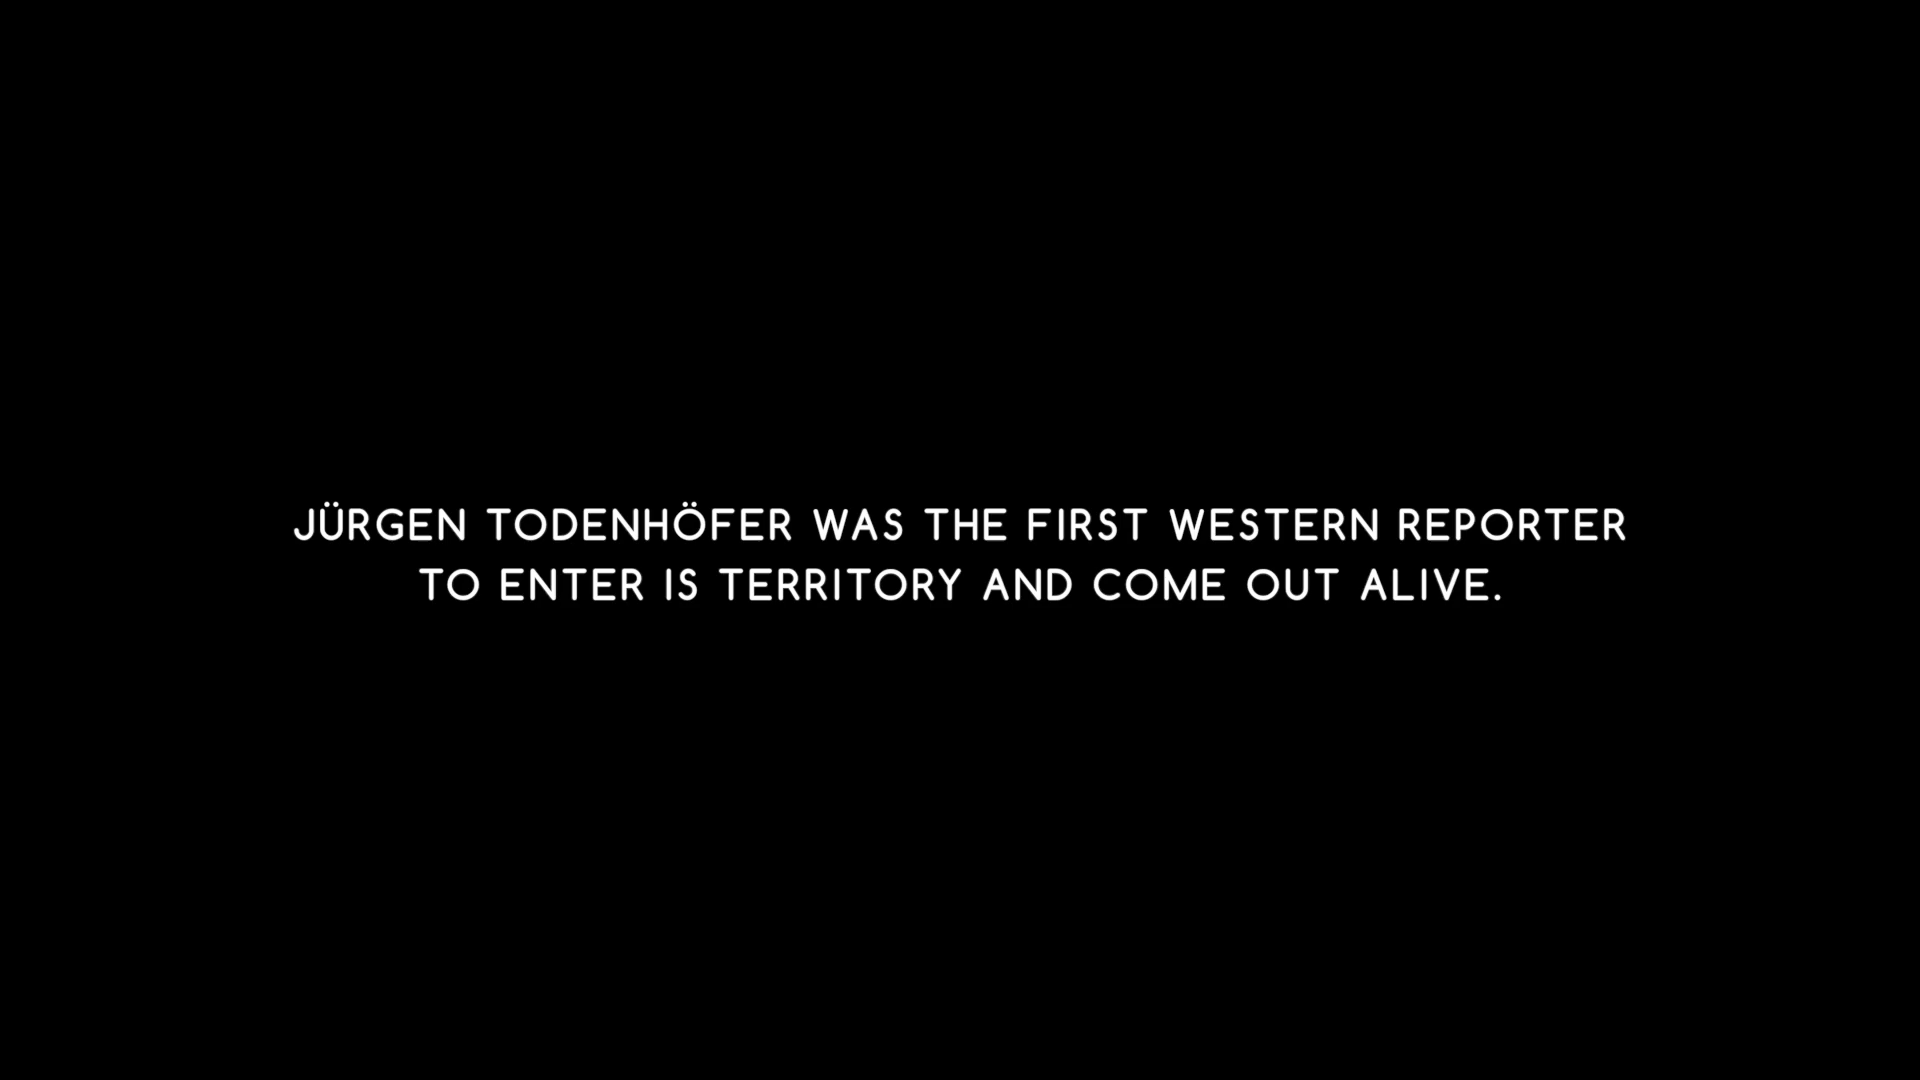 JÜRGEN TODENHÖFER WAS THE FIRST WESTERN REPORTER
TO ENTER IS TERRITORY AND COME OUT ALIVE.